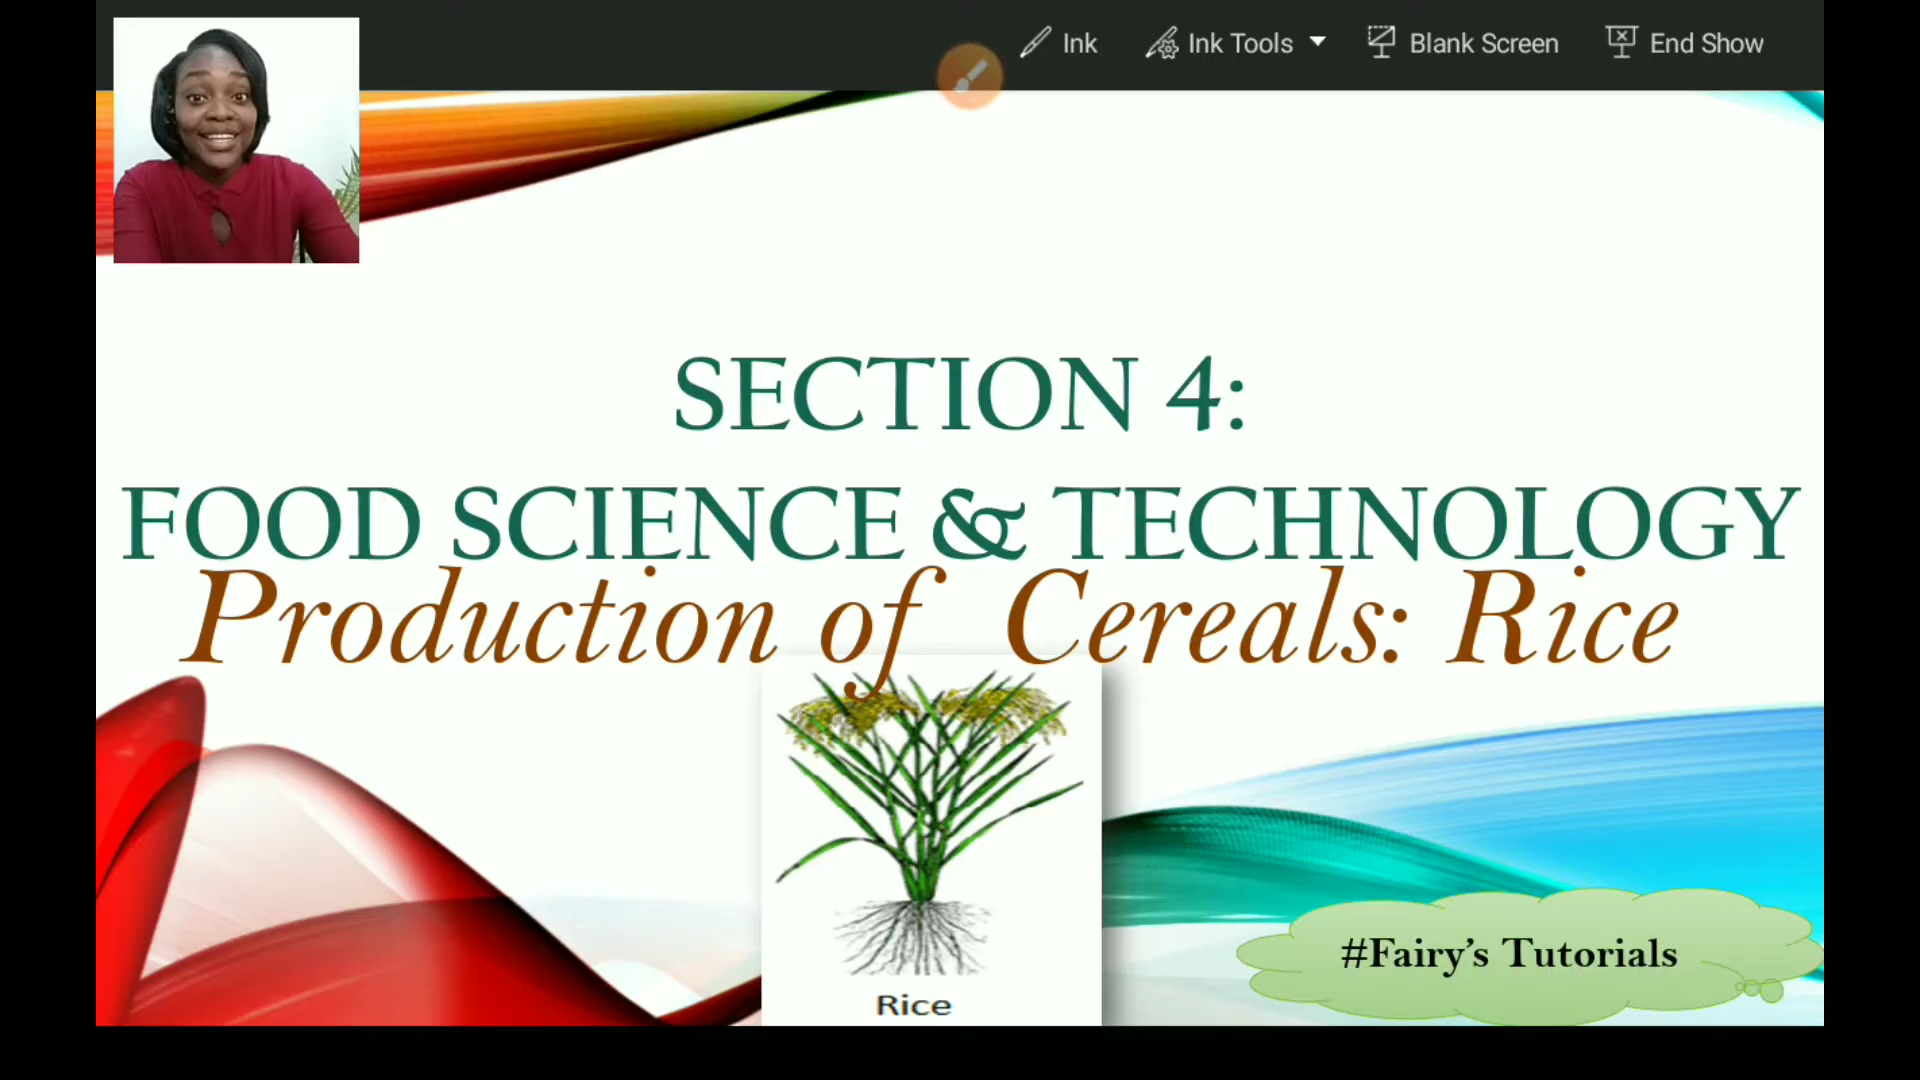 Ink
Ink Tools
Blank Screen
End Show
SECTION 4:
FOOD SCIENCE & TECHNOLOGY
Production of Cereals: Rice
Rice
#Fairy’s Tutorials